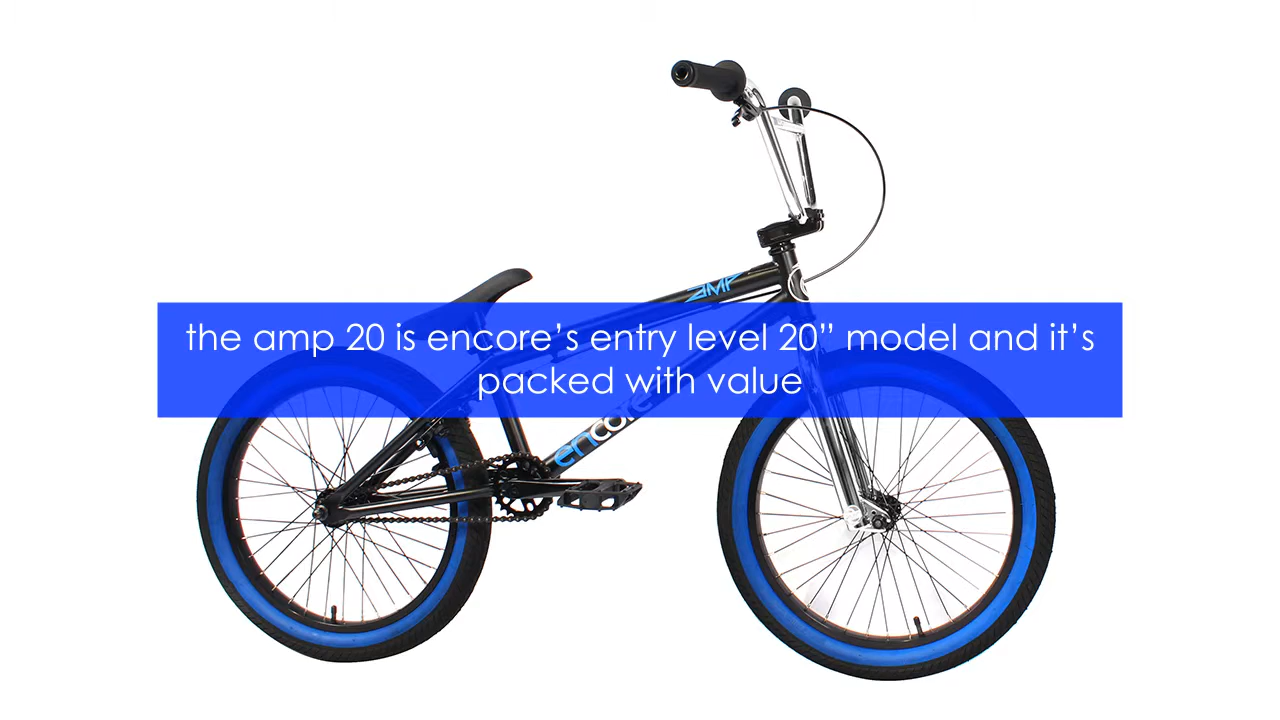 AMP
the amp 20 is encore’s entry level 20” model and it’s
packed with value
encore